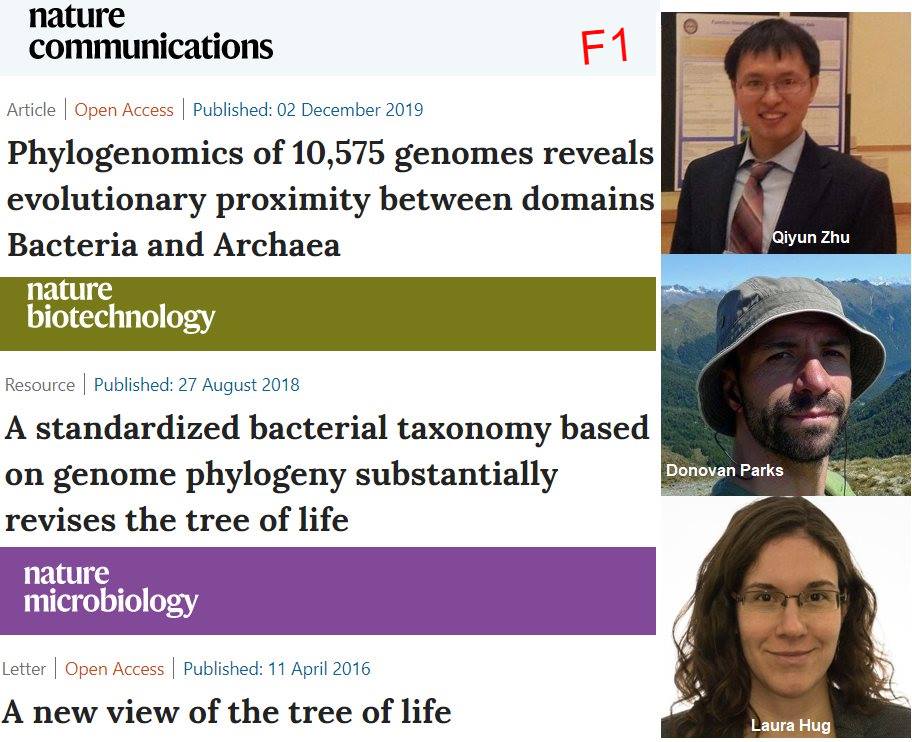 nature
communications
F1
Article | Open Access | Published: 02 December 2019
Phylogenomics of 10,575 genomes reveals
evolutionary proximity between domains
Bacteria and Archaea
Qiyun Zhu
nature
biotechnology
Resource | Published: 27 August 2018
A standardized bacterial taxonomy based
on genome phylogeny substantially
revises the tree of life
Donovan Parks
nature
microbiology
Letter | Open Access | Published: 11 April 2016
A new view of the tree of life
Laura Hug